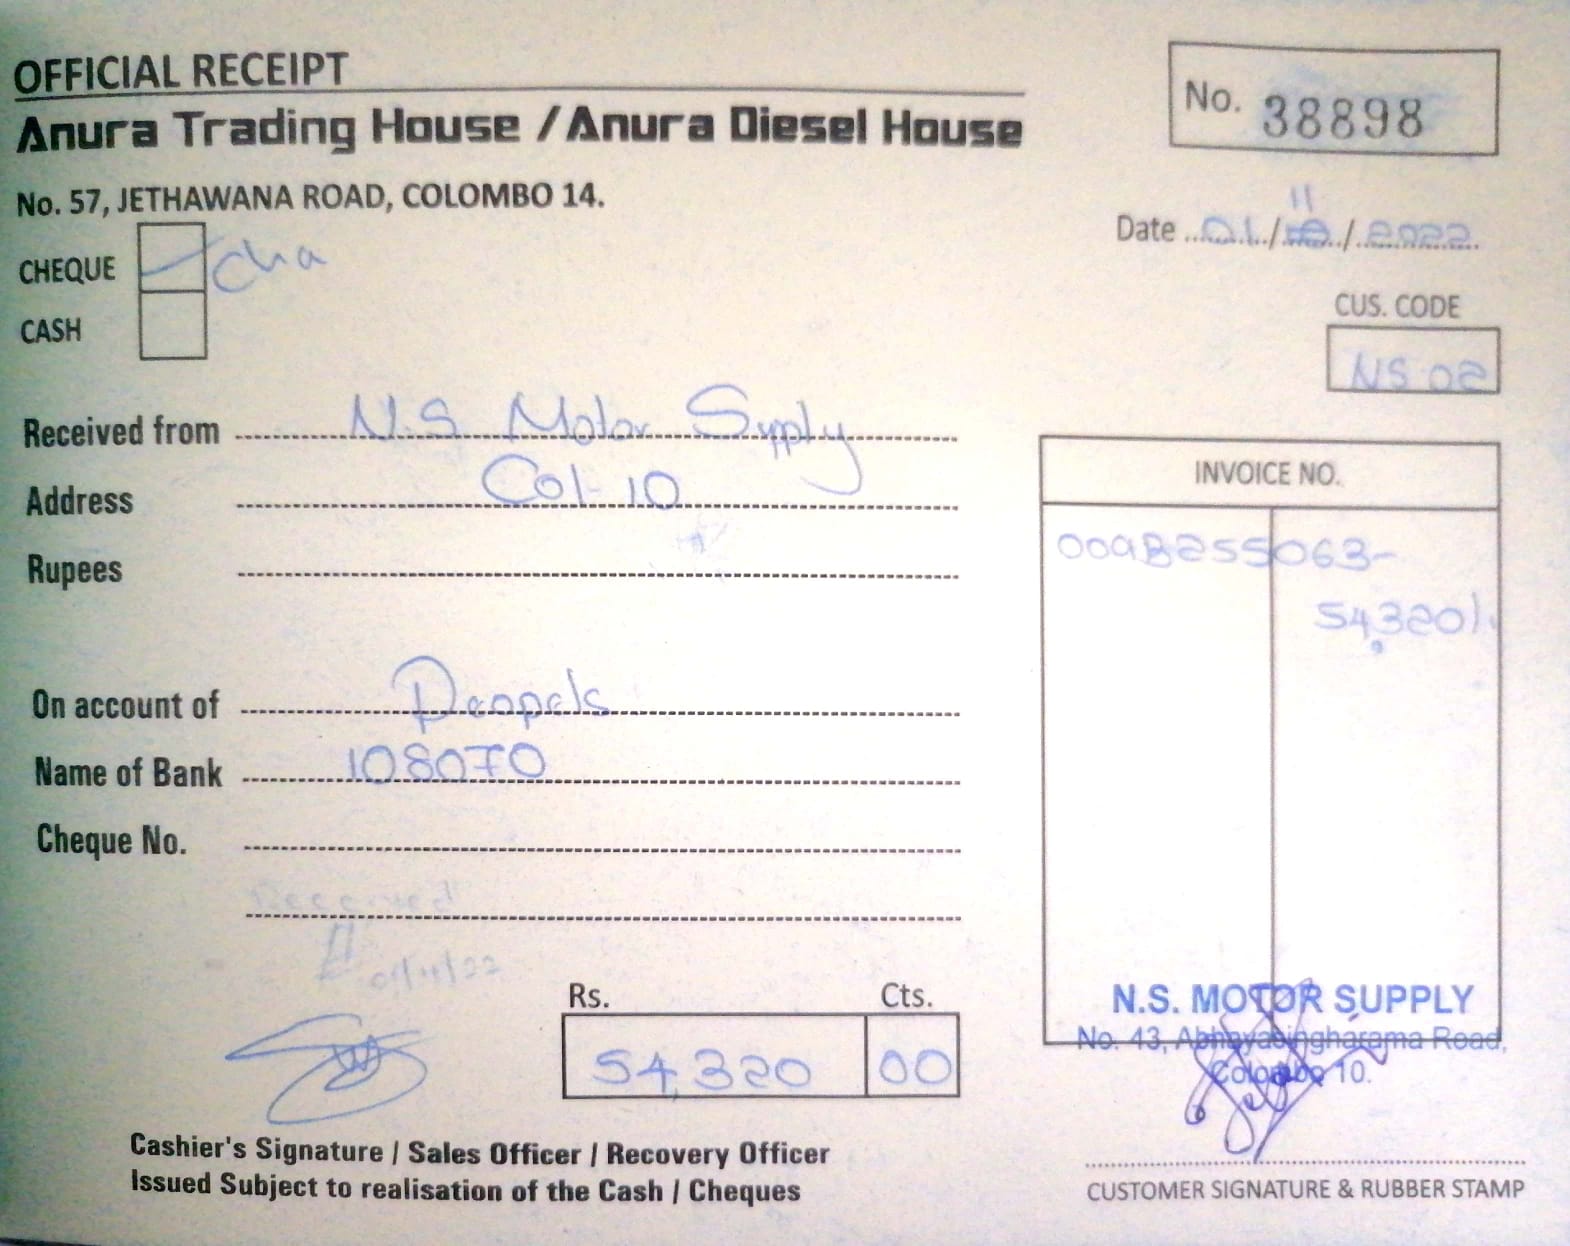 OFFICIAL RECEIPT
Anura Trading House / Anura Diesel House
No. 57, JETHAWANA ROAD, COLOMBO 14.
No. 38898
Date 01/11/2022
CHEQUE
CASH
CUS. CODE
NS 02
Received from N.S Motor Supply
Address Col-10
Rupees
On account of
Name of Bank 108070
Cheque No.
Received
01/11/22
INVOICE NO.
009B255063-
54,320/.
Rs. Cts.
54,320 00
N.S. MOTOR SUPPLY
No. 43, Abhayasingharama Road,
Colombo 10.
Cashier's Signature / Sales Officer / Recovery Officer
Issued Subject to realisation of the Cash / Cheques
CUSTOMER SIGNATURE & RUBBER STAMP